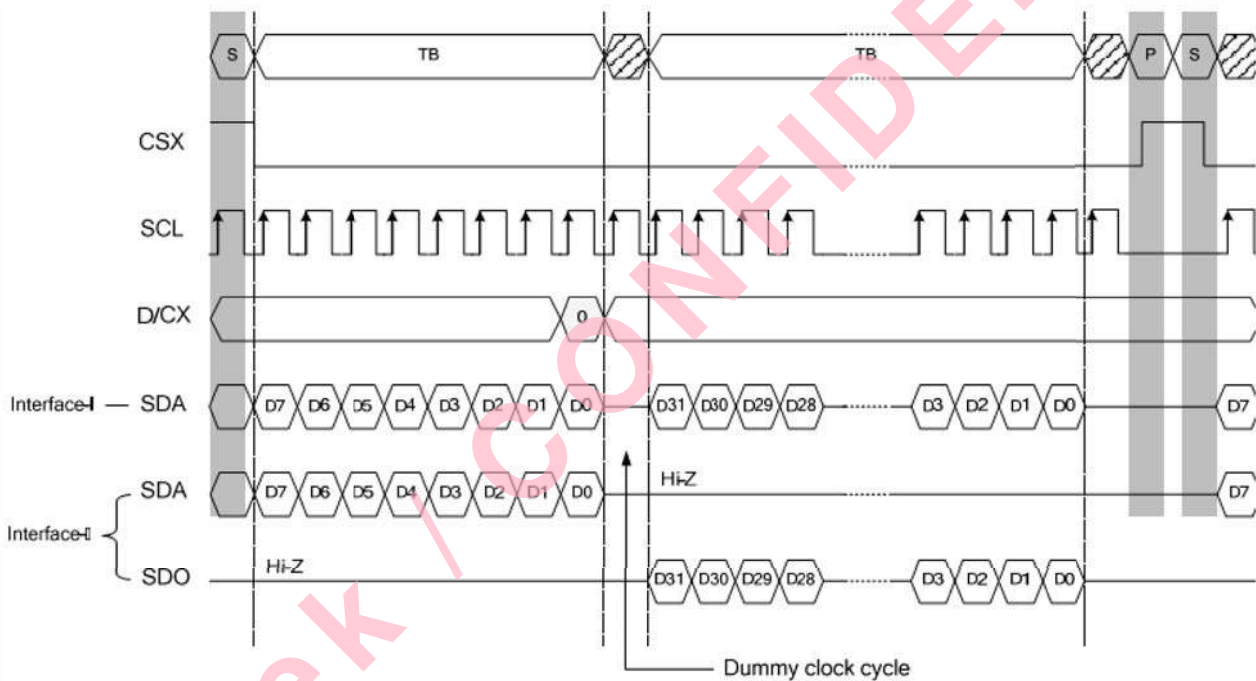 S TB TB P S
CSX
SCL
D/CX 0
Interface-I SDA D7 D6 D5 D4 D3 D2 D1 D0 D31 D30 D29 D28 D3 D2 D1 D0 D7
SDA D7 D6 D5 D4 D3 D2 D1 D0 Hi-Z D7
Interface-II
SDO Hi-Z D31 D30 D29 D28 D3 D2 D1 D0
Dummy clock cycle
ek / CONFIDE